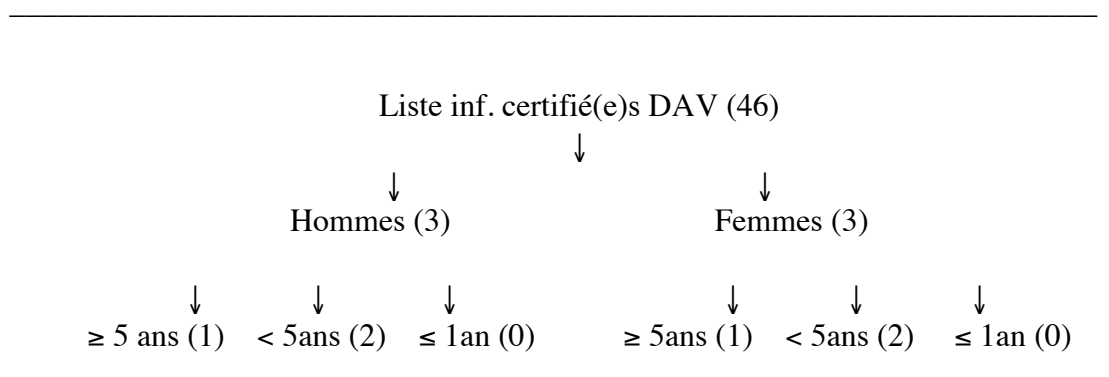 Liste inf. certifié(e)s DAV (46)
↓
↓ ↓
Hommes (3) Femmes (3)
↓ ↓ ↓ ↓ ↓ ↓
≥ 5 ans (1) < 5ans (2) ≤ 1an (0) ≥ 5ans (1) < 5ans (2) ≤ 1an (0)